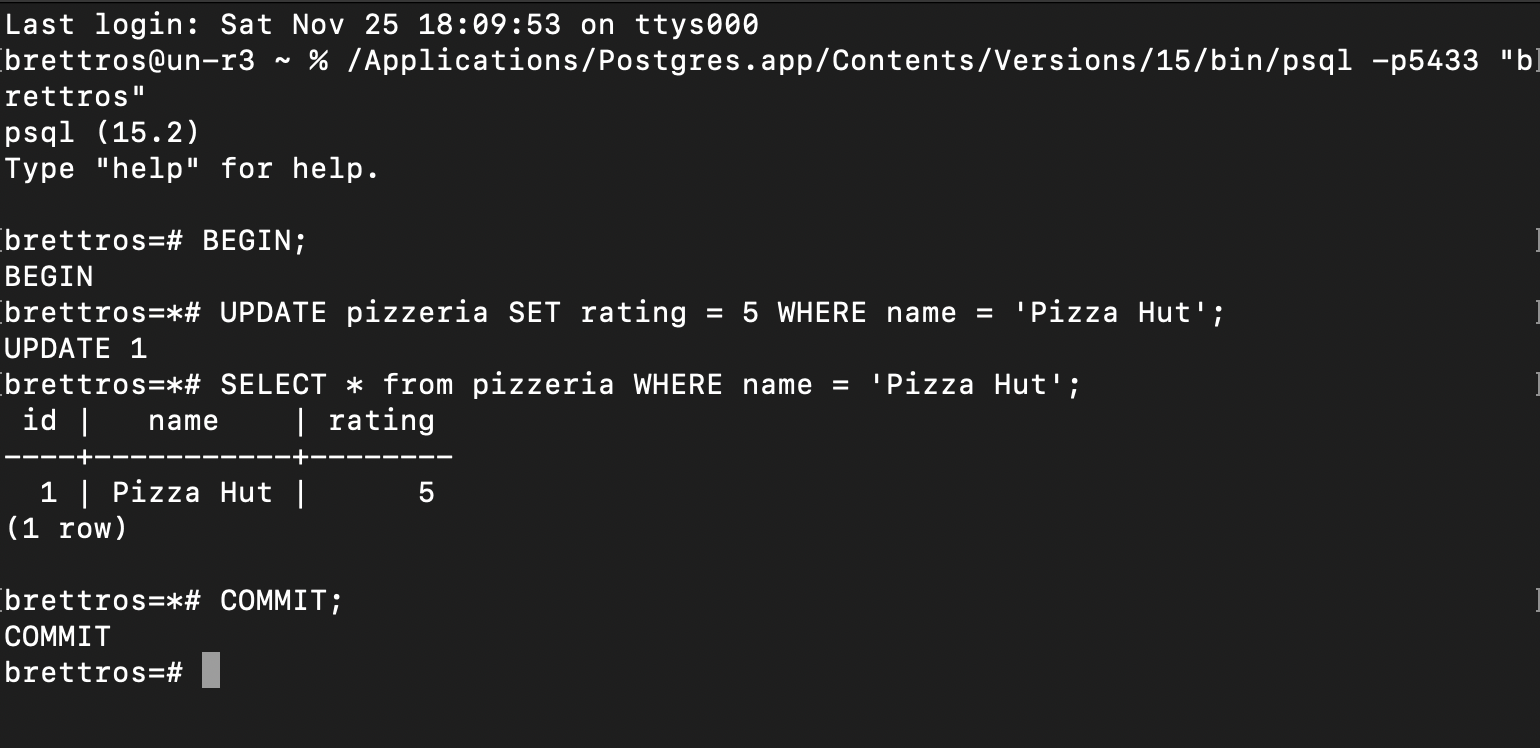 Last login: Sat Nov 25 18:09:53 on ttys000
[brettros@un-r3 ~ % /Applications/Postgres.app/Contents/Versions/15/bin/psql -p5433 "b]
rettros"
psql (15.2)
Type "help" for help.

[brettros=# BEGIN; ]
BEGIN
[brettros=*# UPDATE pizzeria SET rating = 5 WHERE name = 'Pizza Hut'; ]
UPDATE 1
[brettros=*# SELECT * from pizzeria WHERE name = 'Pizza Hut'; ]
 id |   name    | rating
----+-----------+--------
  1 | Pizza Hut |      5
(1 row)

[brettros=*# COMMIT; ]
COMMIT
brettros=#